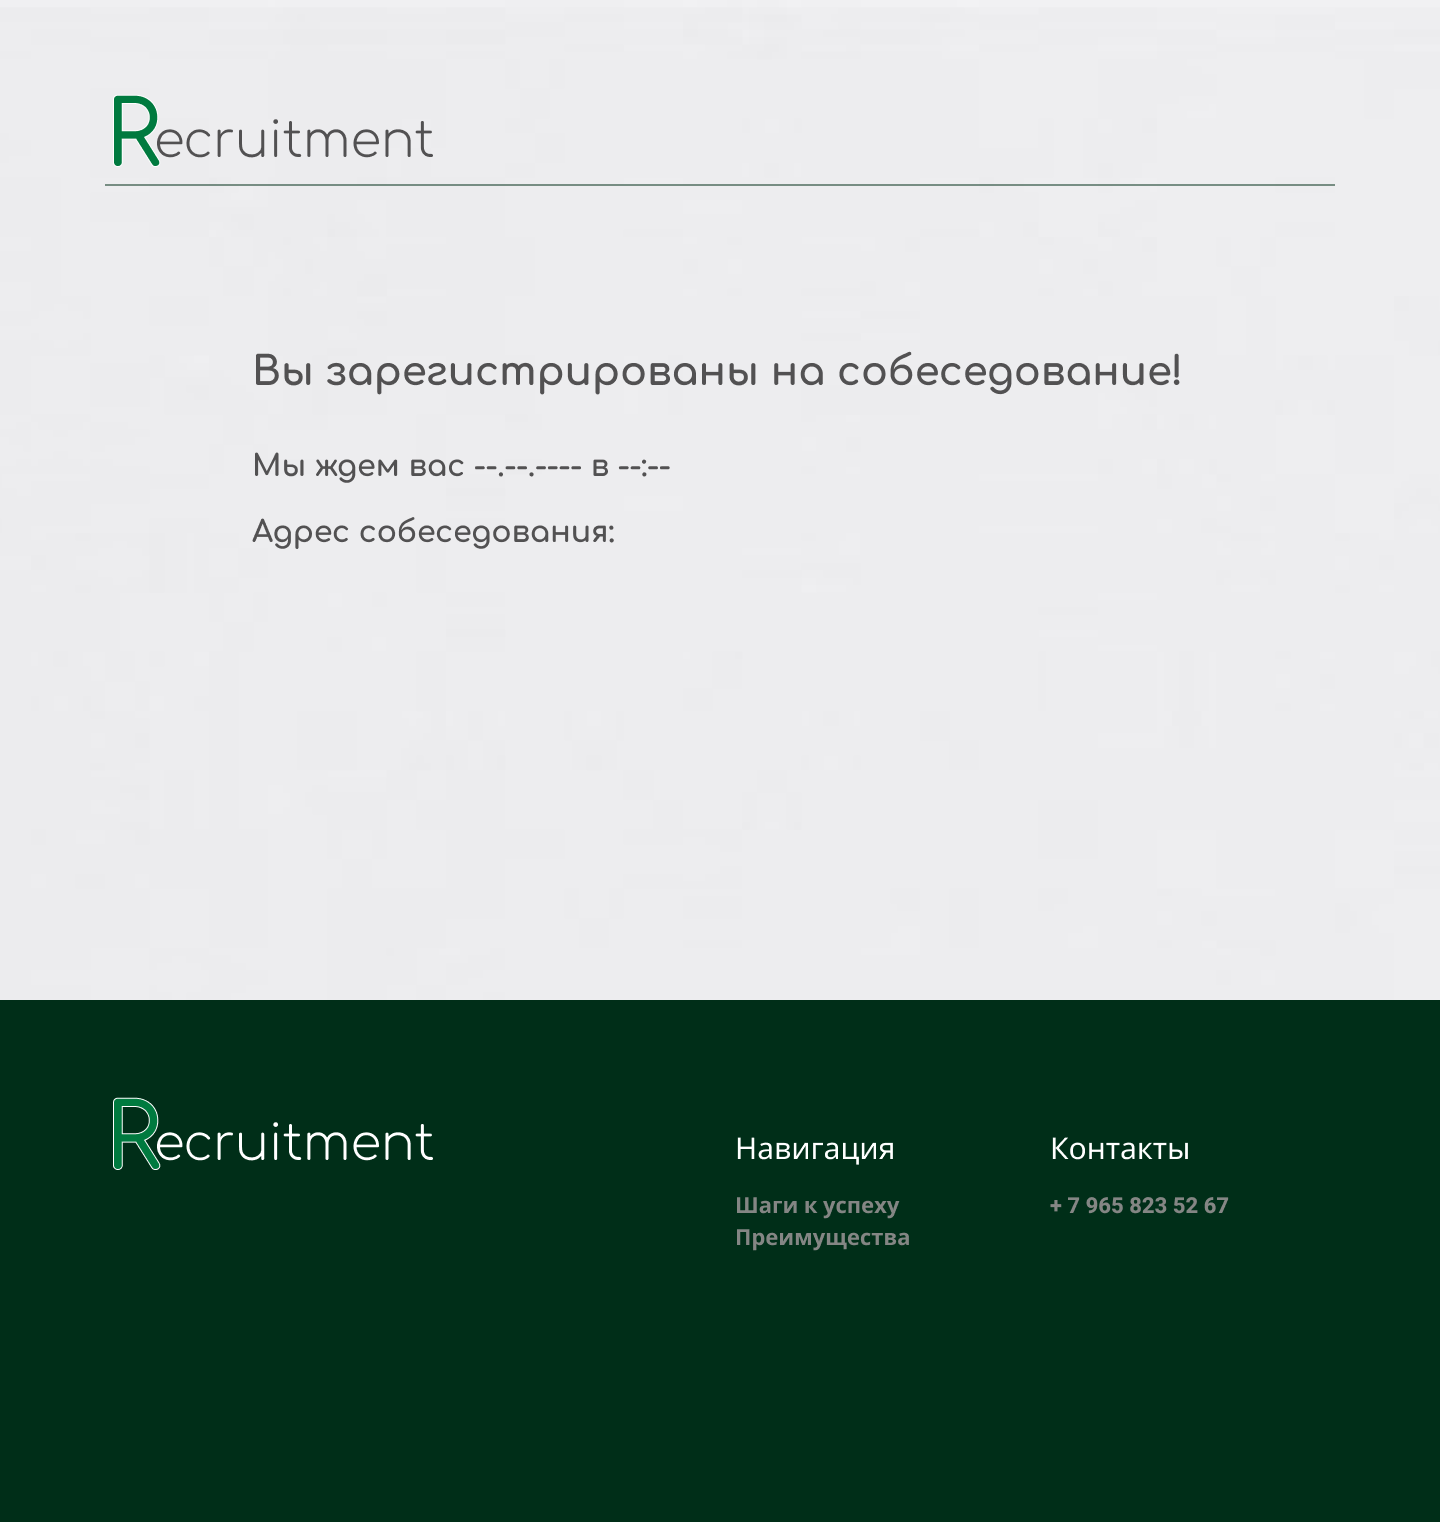 Recruitment
Вы зарегистрированы на собеседование!
Мы ждем вас --.--.---- в --:--
Адрес собеседования:
Recruitment
Навигация
Шаги к успеху
Преимущества
Контакты
+ 7 965 823 52 67